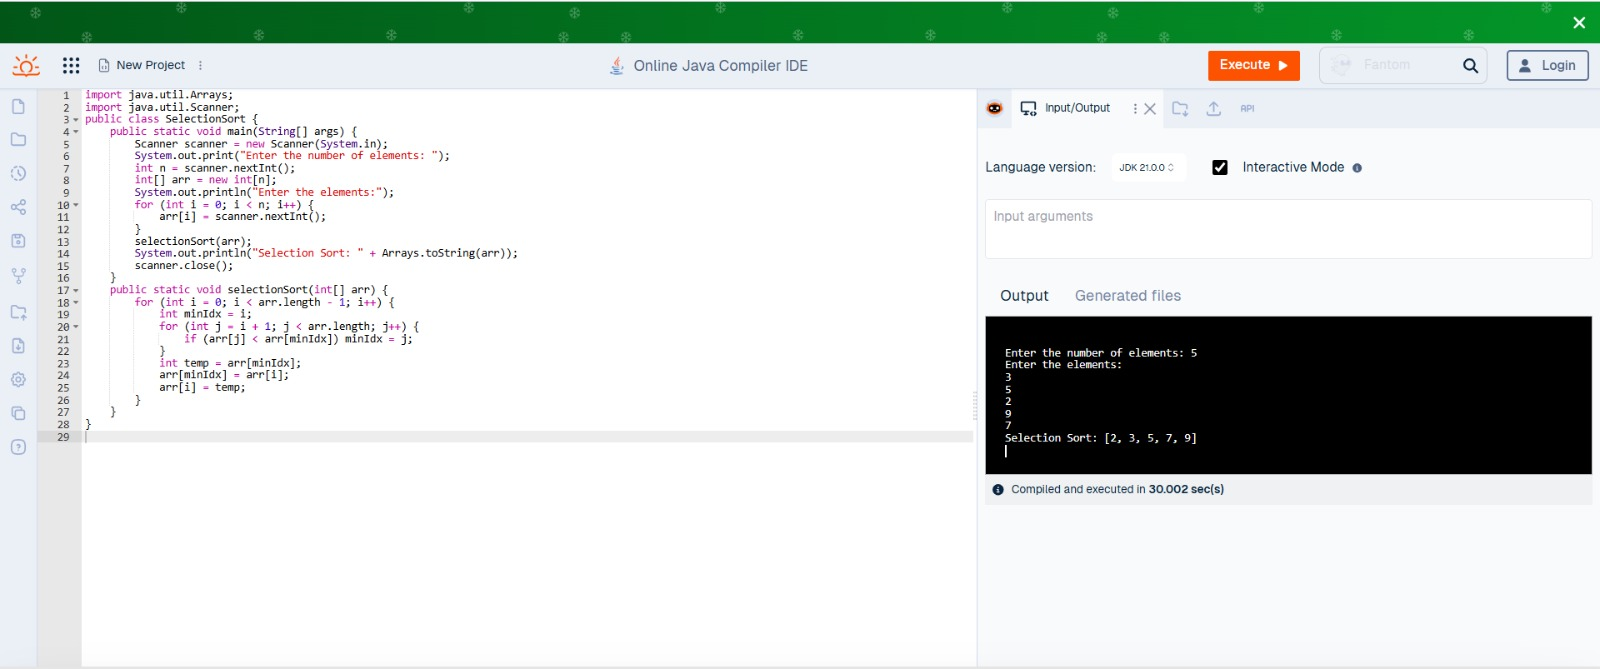 New Project
Online Java Compiler IDE
Execute
Fantom
Login
1 import java.util.Arrays;
2 import java.util.Scanner;
3 public class SelectionSort {
4 public static void main(String[] args) {
5 Scanner scanner = new Scanner(System.in);
6 System.out.print("Enter the number of elements: ");
7 int n = scanner.nextInt();
8 int[] arr = new int[n];
9 System.out.println("Enter the elements:");
10 for (int i = 0; i < n; i++) {
11 arr[i] = scanner.nextInt();
12 }
13 selectionSort(arr);
14 System.out.println("Selection Sort: " + Arrays.toString(arr));
15 scanner.close();
16 }
17 public static void selectionSort(int[] arr) {
18 for (int i = 0; i < arr.length - 1; i++) {
19 int minIdx = i;
20 for (int j = i + 1; j < arr.length; j++) {
21 if (arr[j] < arr[minIdx]) minIdx = j;
22 }
23 int temp = arr[minIdx];
24 arr[minIdx] = arr[i];
25 arr[i] = temp;
26 }
27 }
28 }
29
Input/Output
API
Language version:
JDK 21.0.0
Interactive Mode
Input arguments
Output
Generated files
Enter the number of elements: 5
Enter the elements:
3
5
2
9
7
Selection Sort: [2, 3, 5, 7, 9]
Compiled and executed in 30.002 sec(s)